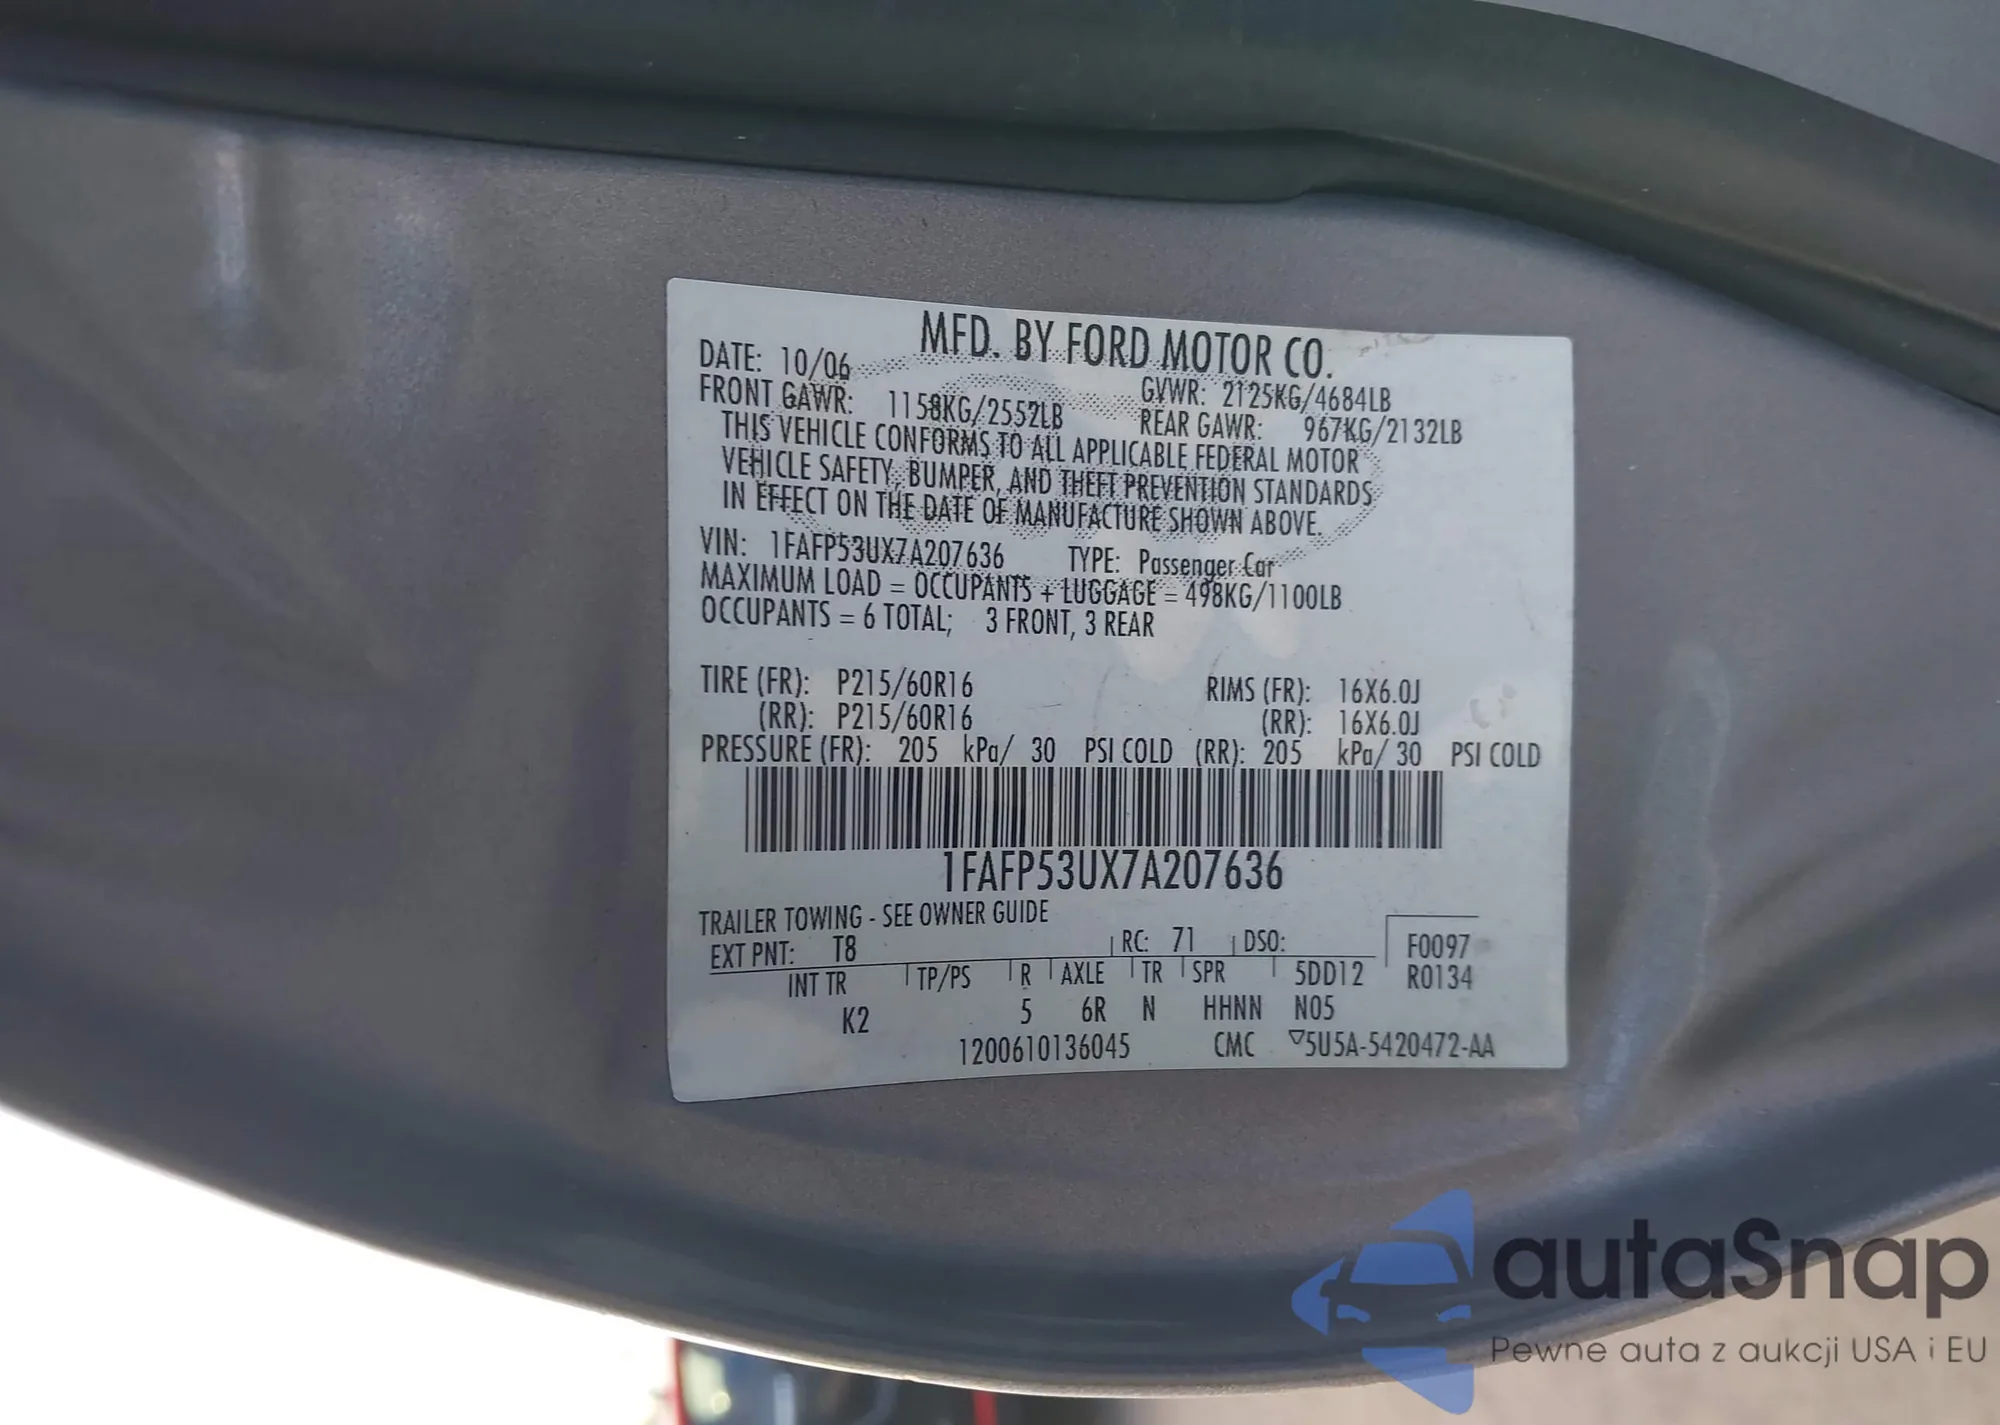 MFD. BY FORD MOTOR CO.
DATE: 10/06
GVWR: 2125KG/4684LB
FRONT GAWR: 1158KG/2552LB REAR GAWR: 967KG/2132LB
THIS VEHICLE CONFORMS TO ALL APPLICABLE FEDERAL MOTOR
VEHICLE SAFETY, BUMPER, AND THEFT PREVENTION STANDARDS
IN EFFECT ON THE DATE OF MANUFACTURE SHOWN ABOVE.
VIN: 1FAFP53UX7A207636 TYPE: Passenger Car
MAXIMUM LOAD = OCCUPANTS + LUGGAGE = 498KG/1100LB
OCCUPANTS = 6 TOTAL; 3 FRONT, 3 REAR
TIRE (FR): P215/60R16 RIMS (FR): 16X6.0J
(RR): P215/60R16 (RR): 16X6.0J
PRESSURE (FR): 205 kPa/ 30 PSI COLD (RR): 205 kPa/ 30 PSI COLD
1FAFP53UX7A207636
TRAILER TOWING - SEE OWNER GUIDE
EXT PNT: T8 RC: 71 DSO: F0097
INT TR TP/PS R AXLE TR SPR 5DD12 R0134
K2 5 6R N HHNN N05
1200610136045 CMC ▽5U5A-5420472-AA
autaSnap
Pewne auta z aukcji USA i EU